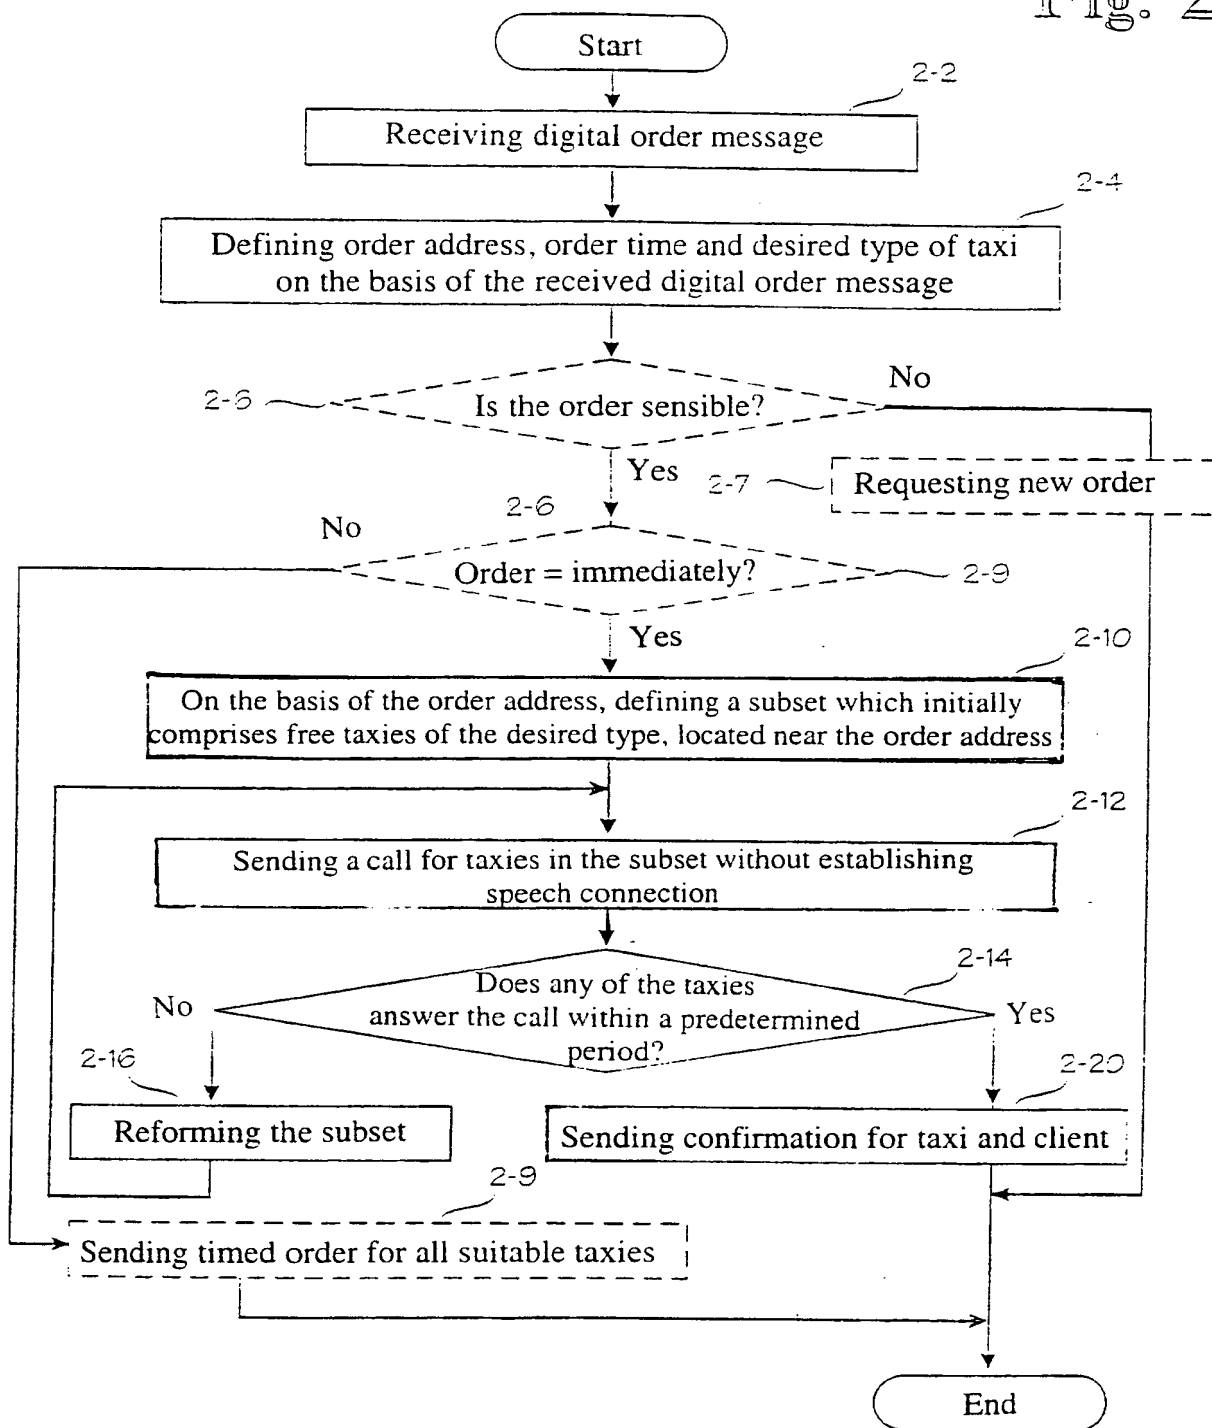 Fig. 2
Start
2-2
Receiving digital order message
2-4
Defining order address, order time and desired type of taxi
on the basis of the received digital order message
No
2-6
Is the order sensible?
Yes
2-7
Requesting new order
2-6
No
Order = immediately?
2-9
Yes
2-10
On the basis of the order address, defining a subset which initially
comprises free taxies of the desired type, located near the order address
2-12
Sending a call for taxies in the subset without establishing
speech connection
2-14
Does any of the taxies
answer the call within a predetermined
period?
No
Yes
2-16
2-20
Reforming the subset
Sending confirmation for taxi and client
2-9
Sending timed order for all suitable taxies
End